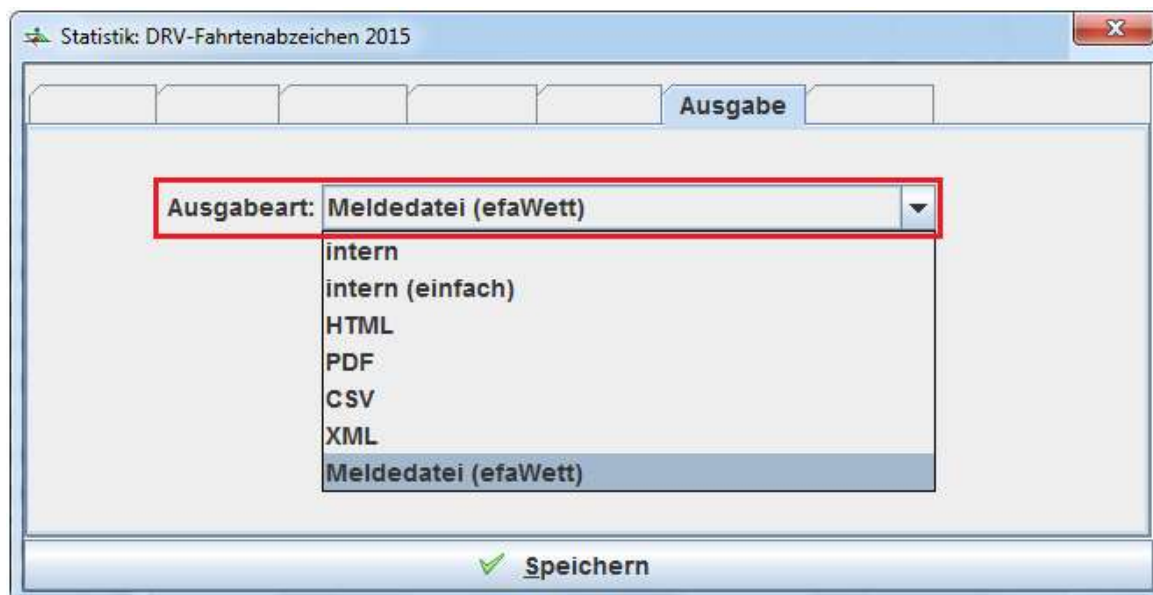 Statistik: DRV-Fahrtenabzeichen 2015
Ausgabe
Ausgabeart: Meldedatei (efaWett)
intern
intern (einfach)
HTML
PDF
CSV
XML
Meldedatei (efaWett)
Speichern